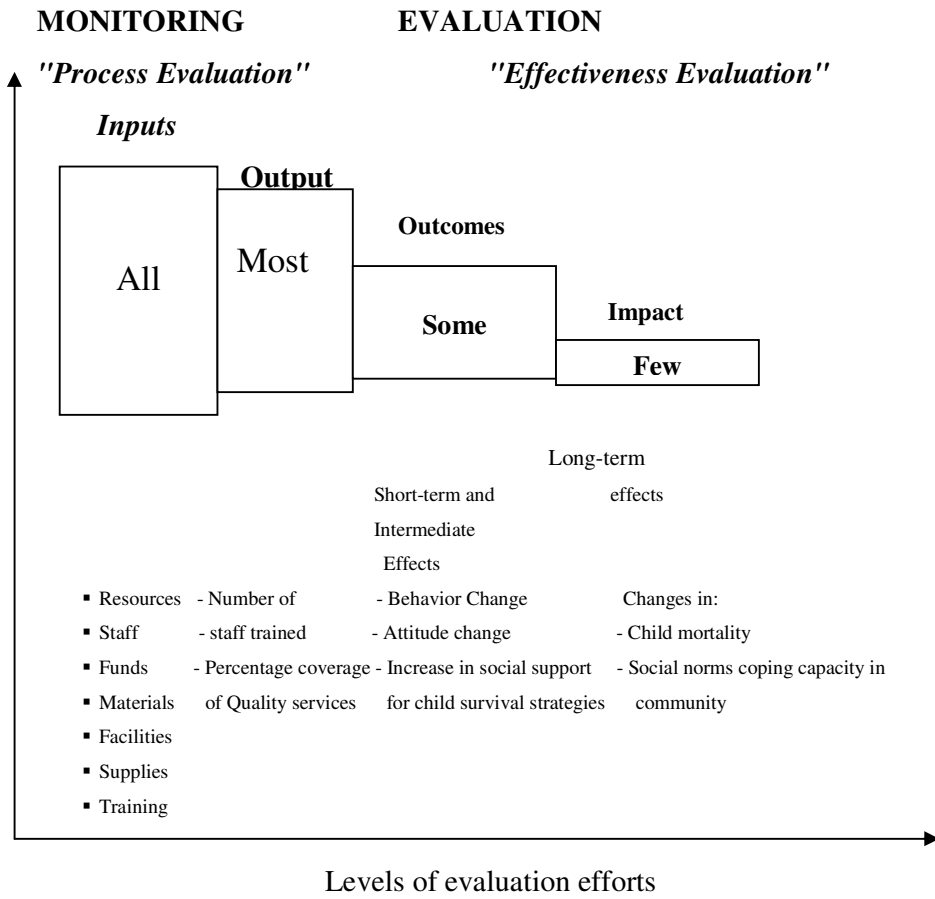 MONITORING EVALUATION
"Process Evaluation" "Effectiveness Evaluation"
Inputs
Output
Outcomes
All Most
Some
Impact
Few
Long-term
Short-term and effects
Intermediate
Effects
▪ Resources - Number of - Behavior Change Changes in:
▪ Staff - staff trained - Attitude change - Child mortality
▪ Funds - Percentage coverage - Increase in social support - Social norms coping capacity in
▪ Materials of Quality services for child survival strategies community
▪ Facilities
▪ Supplies
▪ Training
Levels of evaluation efforts